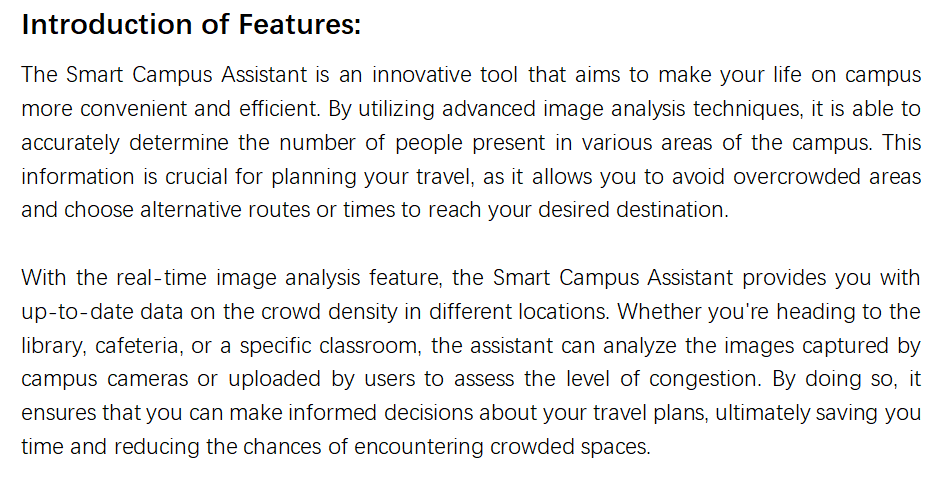 Introduction of Features:
The Smart Campus Assistant is an innovative tool that aims to make your life on campus
more convenient and efficient. By utilizing advanced image analysis techniques, it is able to
accurately determine the number of people present in various areas of the campus. This
information is crucial for planning your travel, as it allows you to avoid overcrowded areas
and choose alternative routes or times to reach your desired destination.
With the real-time image analysis feature, the Smart Campus Assistant provides you with
up-to-date data on the crowd density in different locations. Whether you're heading to the
library, cafeteria, or a specific classroom, the assistant can analyze the images captured by
campus cameras or uploaded by users to assess the level of congestion. By doing so, it
ensures that you can make informed decisions about your travel plans, ultimately saving you
time and reducing the chances of encountering crowded spaces.